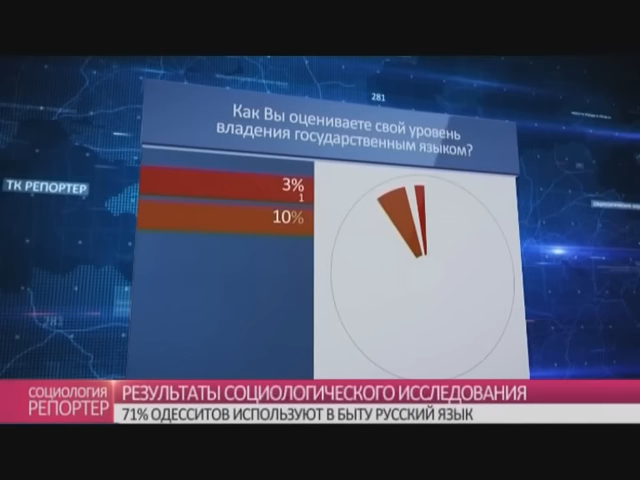 281
Как Вы оцениваете свой уровень
владения государственным языком?
ТК РЕПОРТЕР
3%
1
10%
281
СОЦИОЛОГИЯ
РЕПОРТЕР
РЕЗУЛЬТАТЫ СОЦИОЛОГИЧЕСКОГО ИССЛЕДОВАНИЯ
71% ОДЕССИТОВ ИСПОЛЬЗУЮТ В БЫТУ РУССКИЙ ЯЗЫК